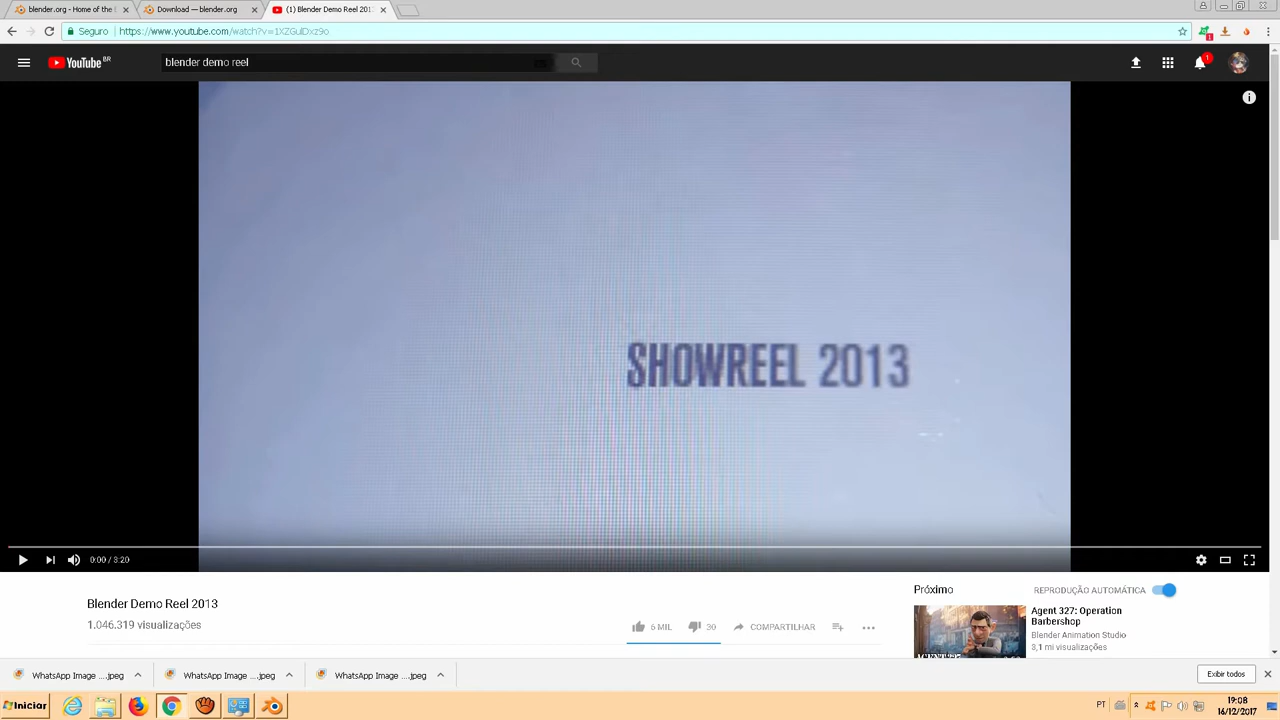 blender.org - Home of the
Download — blender.org
(1) Blender Demo Reel 201
Seguro
https://www.youtube.com/watch?v=1XZGulDxz9o
YouTube BR
blender demo reel
1
SHOWREEL 2013
0:00 / 3:20
Blender Demo Reel 2013
1.046.319 visualizações
6 MIL
30
COMPARTILHAR
Próximo
REPRODUÇÃO AUTOMÁTICA
Agent 327: Operation
Barbershop
Blender Animation Studio
3,1 mi visualizações
WhatsApp Image ....jpeg
WhatsApp Image ....jpeg
WhatsApp Image ....jpeg
Exibir todos
Iniciar
PT
19:08
16/12/2017